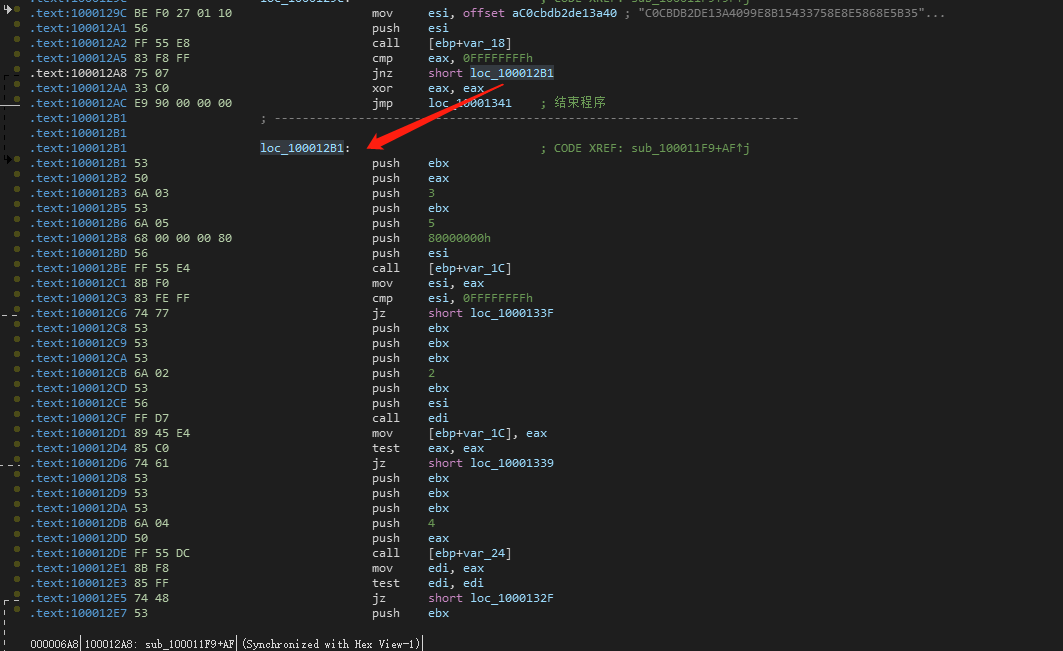 .text:1000129C BE F0 27 01 10 mov esi, offset aC0cbdb2de13a40 ; "C0CBDB2DE13A4099E8B15433758E8E5868E5B35"...
.text:100012A1 56 push esi
.text:100012A2 FF 55 E8 call [ebp+var_18]
.text:100012A5 83 F8 FF cmp eax, 0FFFFFFFFh
.text:100012A8 75 07 jnz short loc_100012B1
.text:100012AA 33 C0 xor eax, eax
.text:100012AC E9 90 00 00 00 jmp loc_10001341 ; 结束程序
.text:100012B1 ; ---------------------------------------------------------------------------
.text:100012B1
.text:100012B1 loc_100012B1: ; CODE XREF: sub_100011F9+AF↑j
.text:100012B1 53 push ebx
.text:100012B2 50 push eax
.text:100012B3 6A 03 push 3
.text:100012B5 53 push ebx
.text:100012B6 6A 05 push 5
.text:100012B8 68 00 00 00 80 push 80000000h
.text:100012BD 56 push esi
.text:100012BE FF 55 E4 call [ebp+var_1C]
.text:100012C1 8B F0 mov esi, eax
.text:100012C3 83 FE FF cmp esi, 0FFFFFFFFh
.text:100012C6 74 77 jz short loc_1000133F
.text:100012C8 53 push ebx
.text:100012C9 53 push ebx
.text:100012CA 53 push ebx
.text:100012CB 6A 02 push 2
.text:100012CD 53 push ebx
.text:100012CE 56 push esi
.text:100012CF FF D7 call edi
.text:100012D1 89 45 E4 mov [ebp+var_1C], eax
.text:100012D4 85 C0 test eax, eax
.text:100012D6 74 61 jz short loc_10001339
.text:100012D8 53 push ebx
.text:100012D9 53 push ebx
.text:100012DA 53 push ebx
.text:100012DB 6A 04 push 4
.text:100012DD 50 push eax
.text:100012DE FF 55 DC call [ebp+var_24]
.text:100012E1 8B F8 mov edi, eax
.text:100012E3 85 FF test edi, edi
.text:100012E5 74 48 jz short loc_1000132F
.text:100012E7 53 push ebx
000006A8 100012A8: sub_100011F9+AF (Synchronized with Hex View-1)